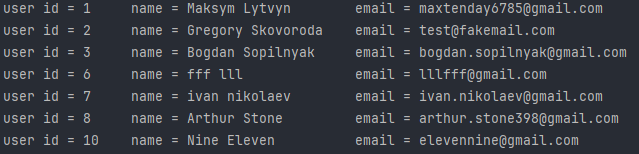 user id = 1     name = Maksym Lytvyn        email = maxtenday6785@gmail.com
user id = 2     name = Gregory Skovoroda    email = test@fakemail.com
user id = 3     name = Bogdan Sopilnyak     email = bogdan.sopilnyak@gmail.com
user id = 6     name = fff lll              email = lllfff@gmail.com
user id = 7     name = ivan nikolaev        email = ivan.nikolaev@gmail.com
user id = 8     name = Arthur Stone         email = arthur.stone398@gmail.com
user id = 10    name = Nine Eleven          email = elevennine@gmail.com